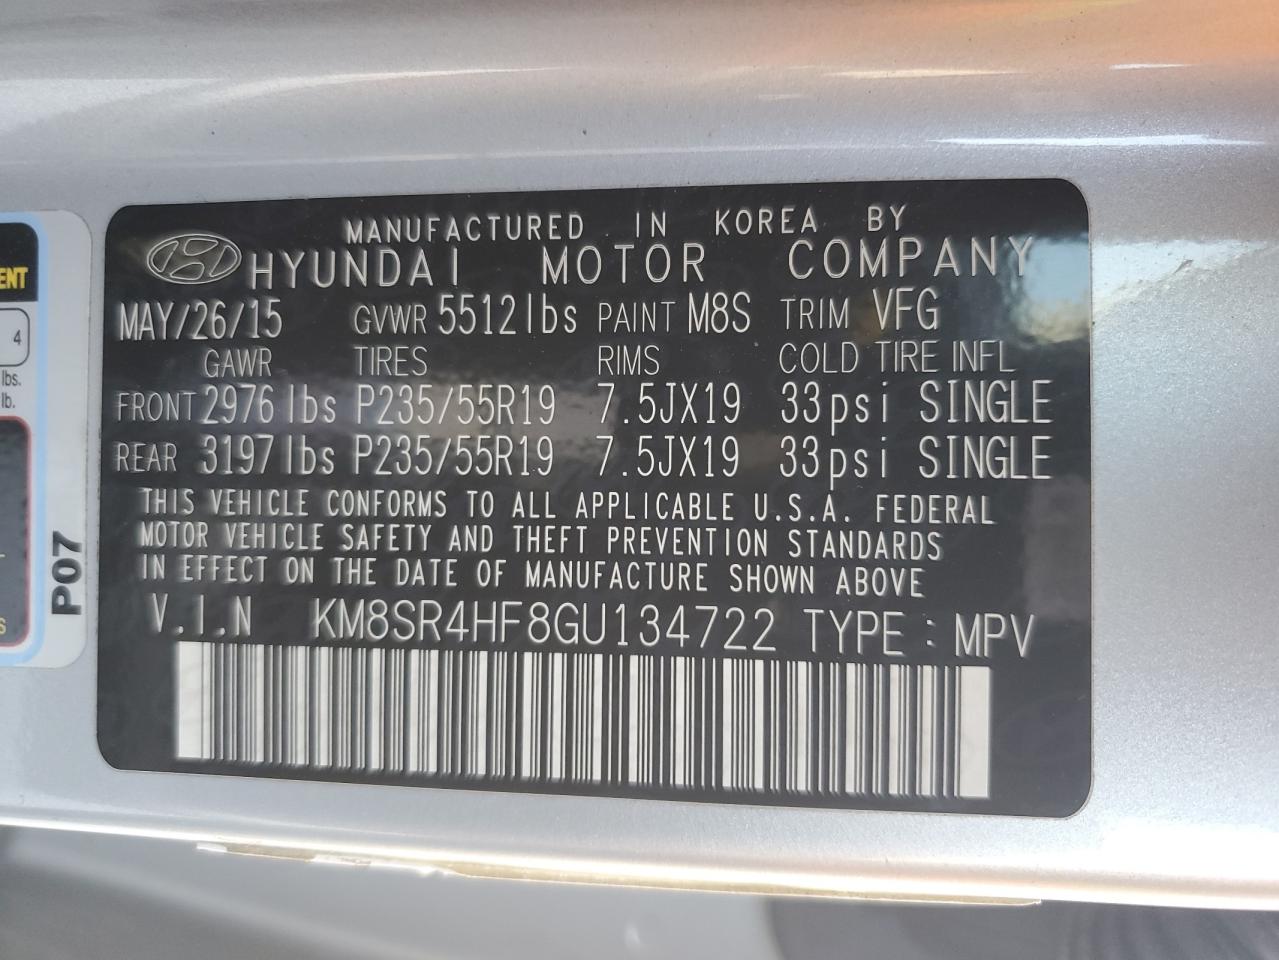 MANUFACTURED IN KOREA BY
HYUNDAI MOTOR COMPANY
MAY/26/15 GVWR 5512lbs PAINT M8S TRIM VFG
GAWR TIRES RIMS COLD TIRE INFL
FRONT 2976lbs P235/55R19 7.5JX19 33psi SINGLE
REAR 3197lbs P235/55R19 7.5JX19 33psi SINGLE
THIS VEHICLE CONFORMS TO ALL APPLICABLE U.S.A. FEDERAL
MOTOR VEHICLE SAFETY AND THEFT PREVENTION STANDARDS
IN EFFECT ON THE DATE OF MANUFACTURE SHOWN ABOVE
V.I.N KM8SR4HF8GU134722 TYPE : MPV
ENT
4
lbs.
lb.
P07
S